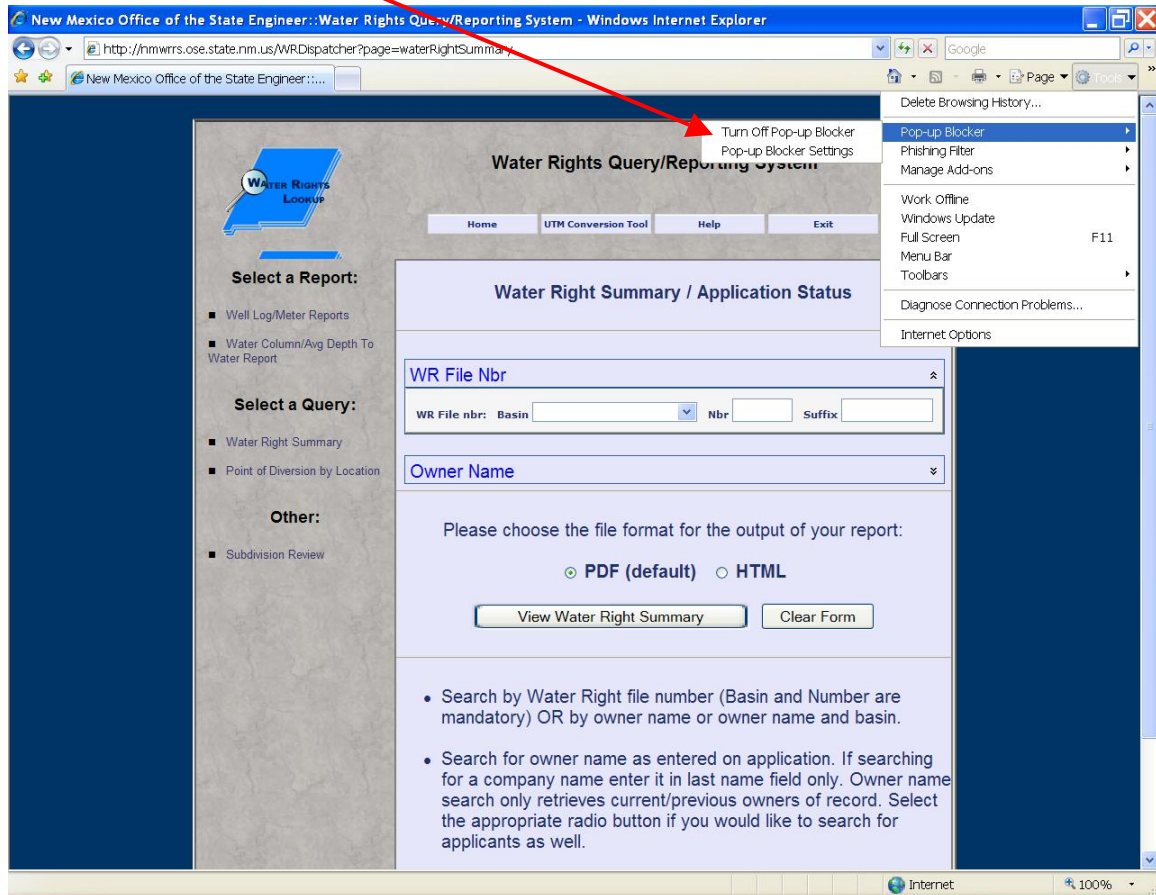 New Mexico Office of the State Engineer::Water Rights Query/Reporting System - Windows Internet Explorer
http://nmwrrs.ose.state.nm.us/WRDispatcher?page=waterRightSummary
Google
New Mexico Office of the State Engineer ::...
Page
Tools
Delete Browsing History...
Pop-up Blocker
Phishing Filter
Manage Add-ons
Work Offline
Windows Update
Full Screen F11
Menu Bar
Toolbars
Diagnose Connection Problems...
Internet Options
Turn Off Pop-up Blocker
Pop-up Blocker Settings
WATER RIGHTS
LOOKUP
Water Rights Query/Reporting System
Home UTM Conversion Tool Help Exit
Select a Report:
Well Log/Meter Reports
Water Column/Avg Depth To
Water Report
Select a Query:
Water Right Summary
Point of Diversion by Location
Other:
Subdivision Review
Water Right Summary / Application Status
WR File Nbr
WR File nbr: Basin Nbr Suffix
Owner Name
Please choose the file format for the output of your report:
PDF (default) HTML
View Water Right Summary Clear Form
• Search by Water Right file number (Basin and Number are
mandatory) OR by owner name or owner name and basin.
• Search for owner name as entered on application. If searching
for a company name enter it in last name field only. Owner name
search only retrieves current/previous owners of record. Select
the appropriate radio button if you would like to search for
applicants as well.
Internet 100%